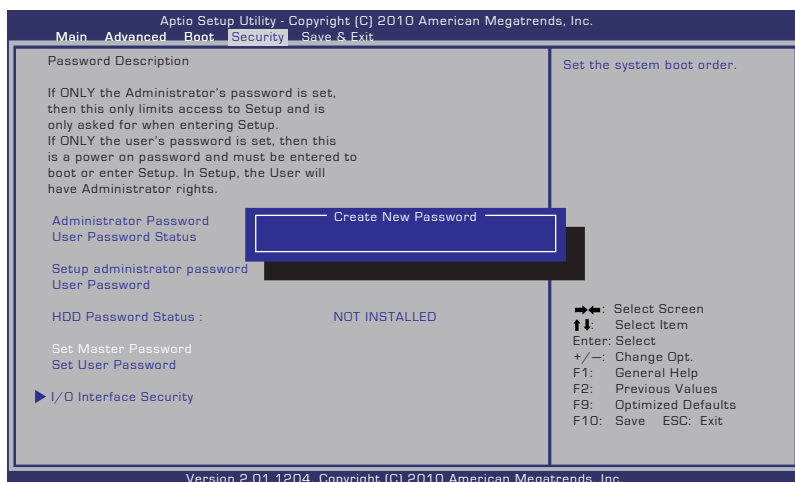 Aptio Setup Utility - Copyright (C) 2010 American Megatrends, Inc.
Main Advanced Boot Security Save & Exit
Password Description
If ONLY the Administrator's password is set,
then this only limits access to Setup and is
only asked for when entering Setup.
If ONLY the user's password is set, then this
is a power on password and must be entered to
boot or enter Setup. In Setup, the User will
have Administrator rights.
Administrator Password
User Password Status
Create New Password
Setup administrator password
User Password
HDD Password Status : NOT INSTALLED
Set Master Password
Set User Password
I/O Interface Security
Set the system boot order.
→←: Select Screen
↑↓: Select Item
Enter: Select
+/—: Change Opt.
F1: General Help
F2: Previous Values
F9: Optimized Defaults
F10: Save ESC: Exit
Version 2.01.1204. Copyright (C) 2010 American Megatrends, Inc.